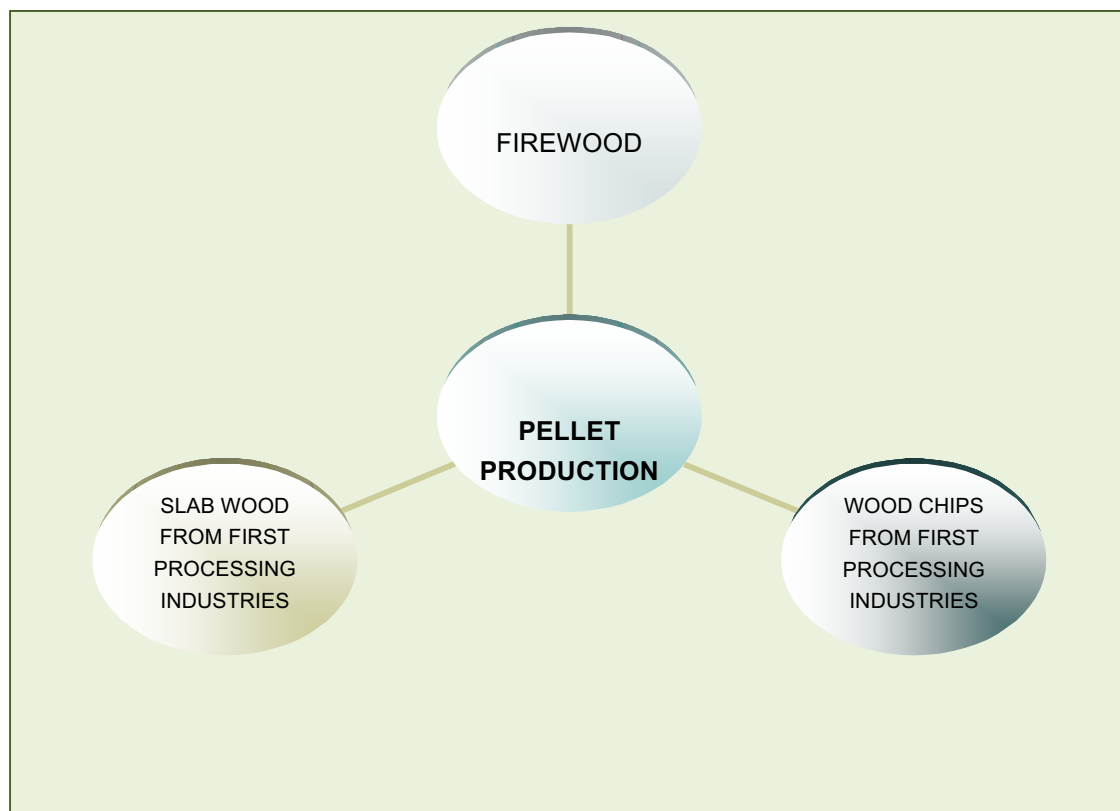 FIREWOOD
PELLET
PRODUCTION
SLAB WOOD
FROM FIRST
PROCESSING
INDUSTRIES
WOOD CHIPS
FROM FIRST
PROCESSING
INDUSTRIES